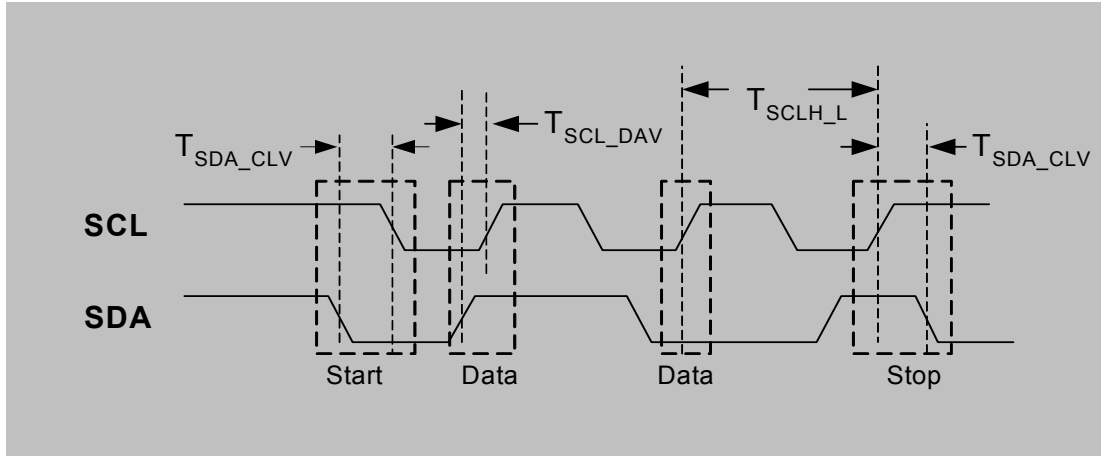 T_SCLH_L
T_SCL_DAV
T_SDA_CLV
T_SDA_CLV
SCL
SDA
Start
Data
Data
Stop